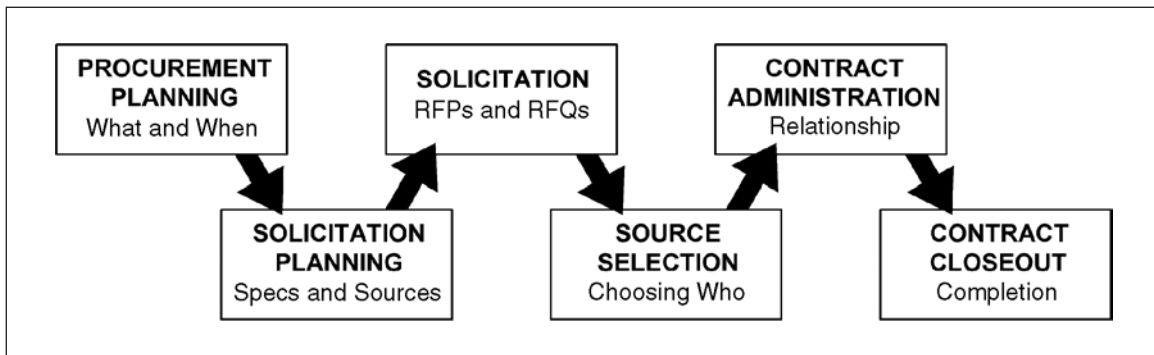 PROCUREMENT
PLANNING
What and When
SOLICITATION
PLANNING
Specs and Sources
SOLICITATION
RFPs and RFQs
SOURCE
SELECTION
Choosing Who
CONTRACT
ADMINISTRATION
Relationship
CONTRACT
CLOSEOUT
Completion